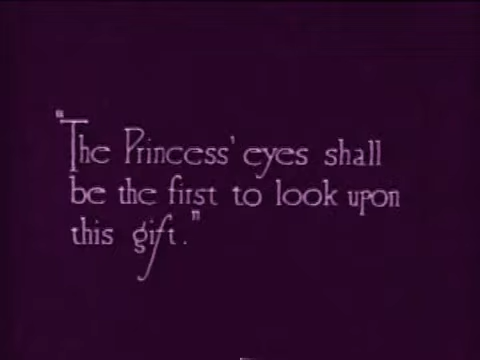 "The Princess' eyes shall
be the first to look upon
this gift."